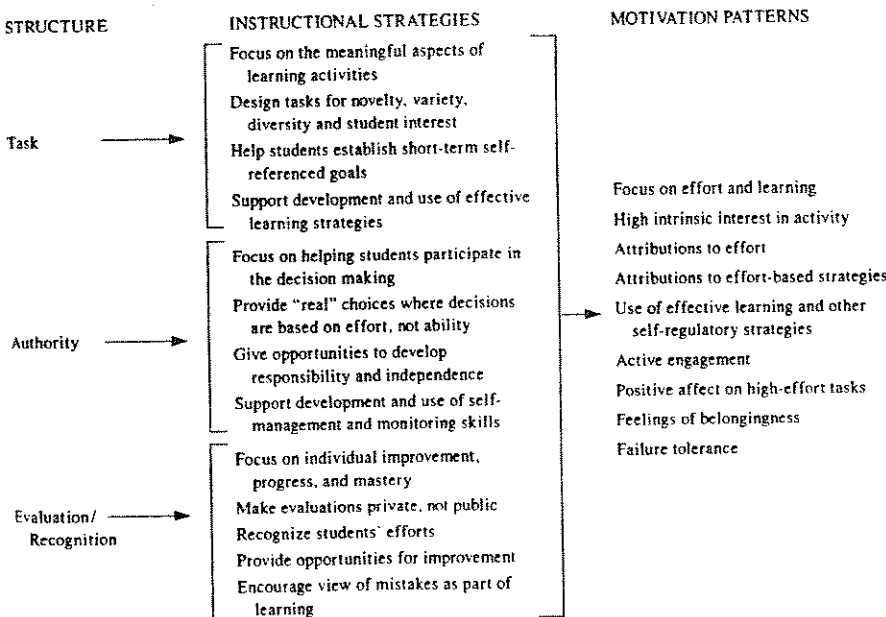 STRUCTURE
INSTRUCTIONAL STRATEGIES
MOTIVATION PATTERNS
Task
Focus on the meaningful aspects of
learning activities
Design tasks for novelty, variety,
diversity and student interest
Help students establish short-term self-
referenced goals
Support development and use of effective
learning strategies
Authority
Focus on helping students participate in
the decision making
Provide "real" choices where decisions
are based on effort, not ability
Give opportunities to develop
responsibility and independence
Support development and use of self-
management and monitoring skills
Evaluation/
Recognition
Focus on individual improvement,
progress, and mastery
Make evaluations private, not public
Recognize students' efforts
Provide opportunities for improvement
Encourage view of mistakes as part of
learning
Focus on effort and learning
High intrinsic interest in activity
Attributions to effort
Attributions to effort-based strategies
Use of effective learning and other
self-regulatory strategies
Active engagement
Positive affect on high-effort tasks
Feelings of belongingness
Failure tolerance